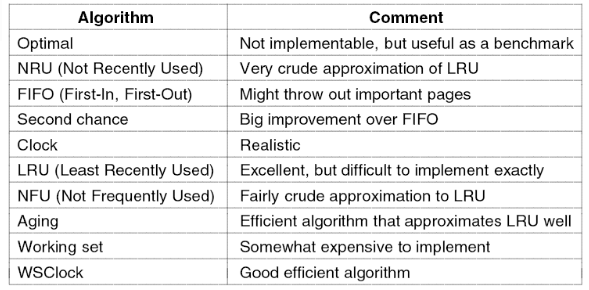 Algorithm Comment
Optimal Not implementable, but useful as a benchmark
NRU (Not Recently Used) Very crude approximation of LRU
FIFO (First-In, First-Out) Might throw out important pages
Second chance Big improvement over FIFO
Clock Realistic
LRU (Least Recently Used) Excellent, but difficult to implement exactly
NFU (Not Frequently Used) Fairly crude approximation to LRU
Aging Efficient algorithm that approximates LRU well
Working set Somewhat expensive to implement
WSClock Good efficient algorithm